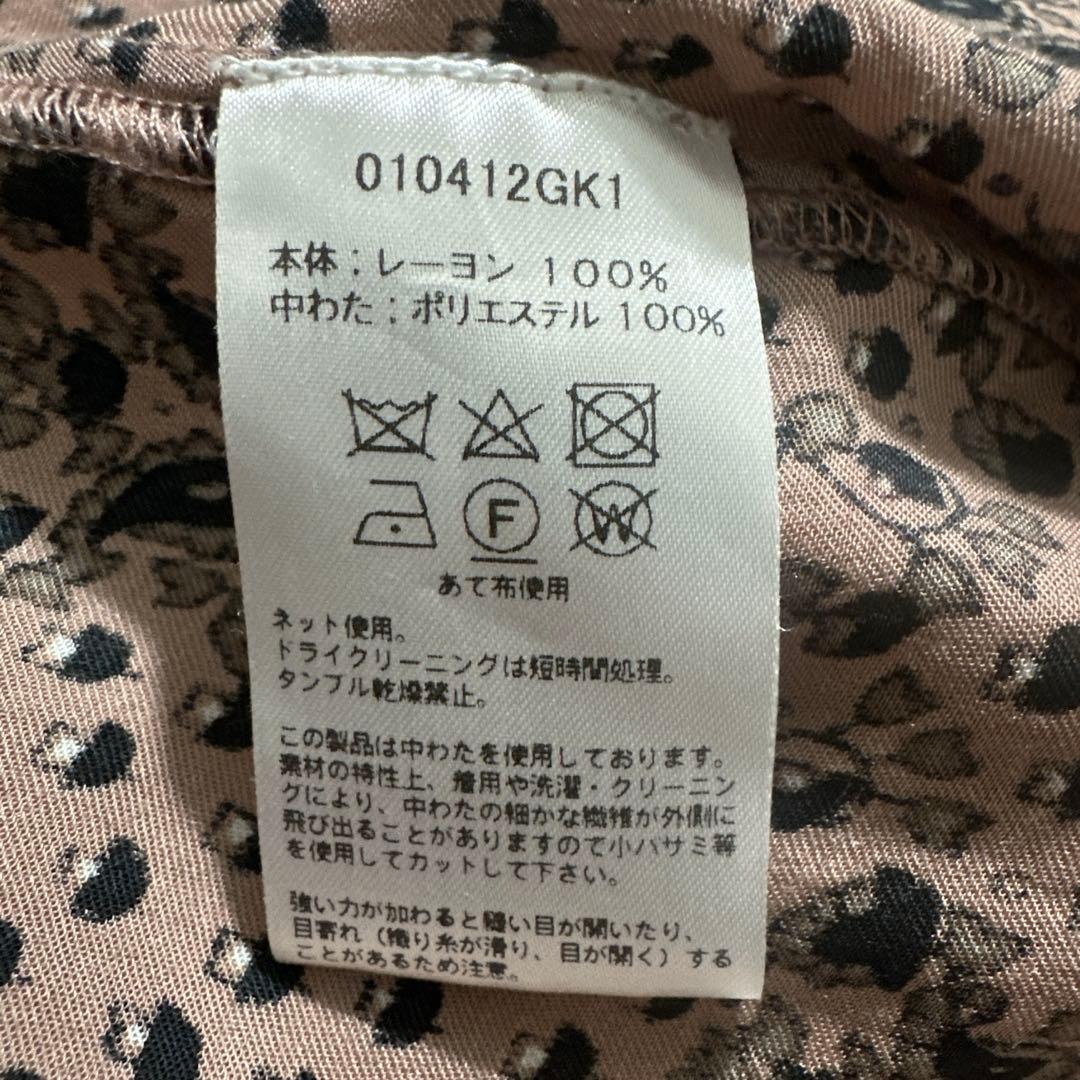 010412GK1
本体：レーヨン 100%
中わた：ポリエステル 100%
F
W
あて布使用
ネット使用。
ドライクリーニングは短時間処理。
タンブル乾燥禁止。
この製品は中わたを使用しております。
素材の特性上、着用や洗濯・クリーニン
グにより、中わたの細かな繊維が外側に
飛び出ることがありますので小ハサミ等
を使用してカットして下さい。
強い力が加わると縫い目が開いたり、
目寄れ（織り糸が滑り、目が開く）する
ことがあるため注意。